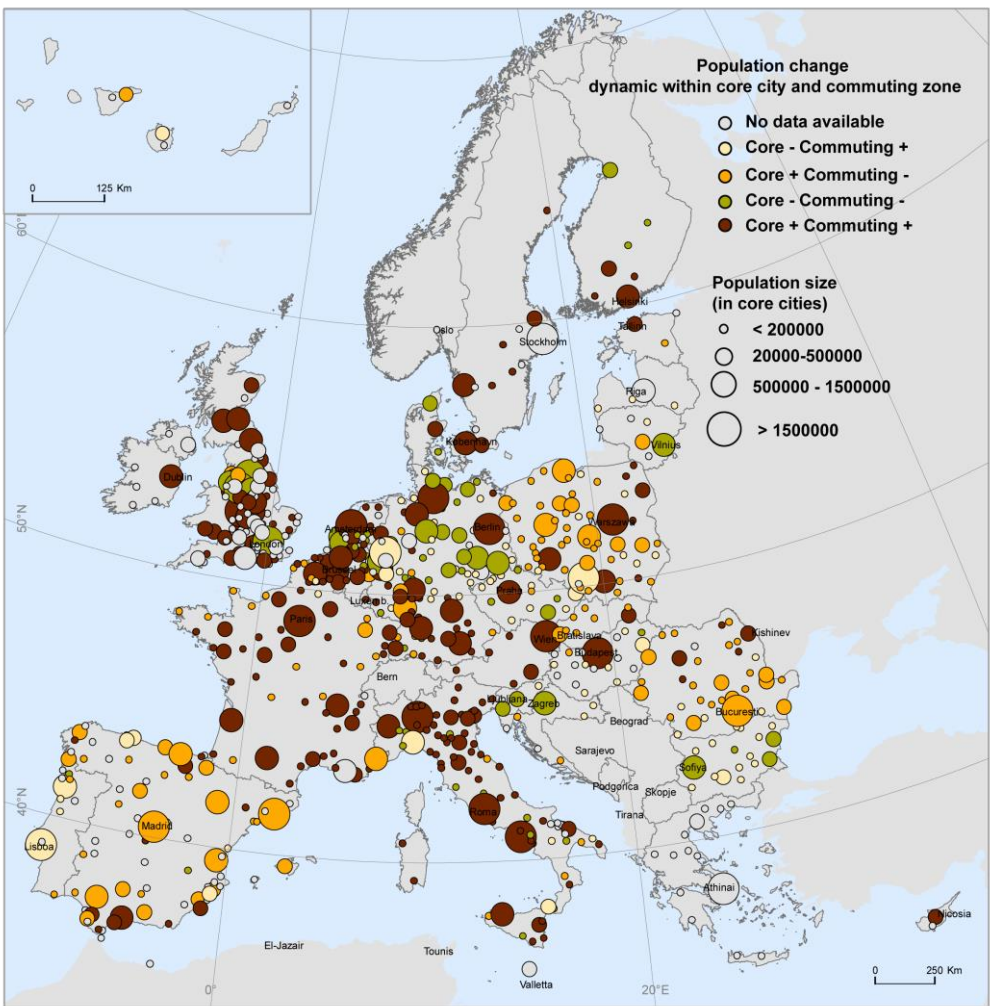 Population change
dynamic within core city and commuting zone
No data available
Core - Commuting +
Core + Commuting -
Core - Commuting -
Core + Commuting +
Population size
(in core cities)
< 200000
20000-500000
500000 - 1500000
> 1500000
0 125 Km
60°
50°N
40°N
0°
20°E
Oslo
Helsinki
Stockholm
Tallinn
Riga
Vilnius
København
Dublin
London
Amsterdam
Berlin
Warszawa
Luxemb.
Praha
Paris
Wien
Bratislava
Budapest
Kishinev
Bern
Ljubljana
Zagreb
Beograd
Bucuresti
Sarajevo
Sofiya
Podgorica
Skopje
Tirana
Roma
Madrid
Lisboa
Athinai
Nicosia
El-Jazair
Tounis
Valletta
0 250 Km